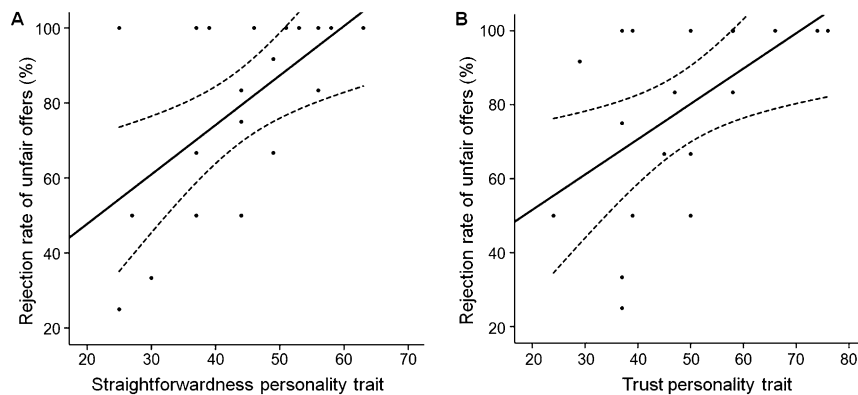 A
Rejection rate of unfair offers (%)
100
80
60
40
20
20 30 40 50 60 70
Straightforwardness personality trait
B
Rejection rate of unfair offers (%)
100
80
60
40
20
20 30 40 50 60 70 80
Trust personality trait